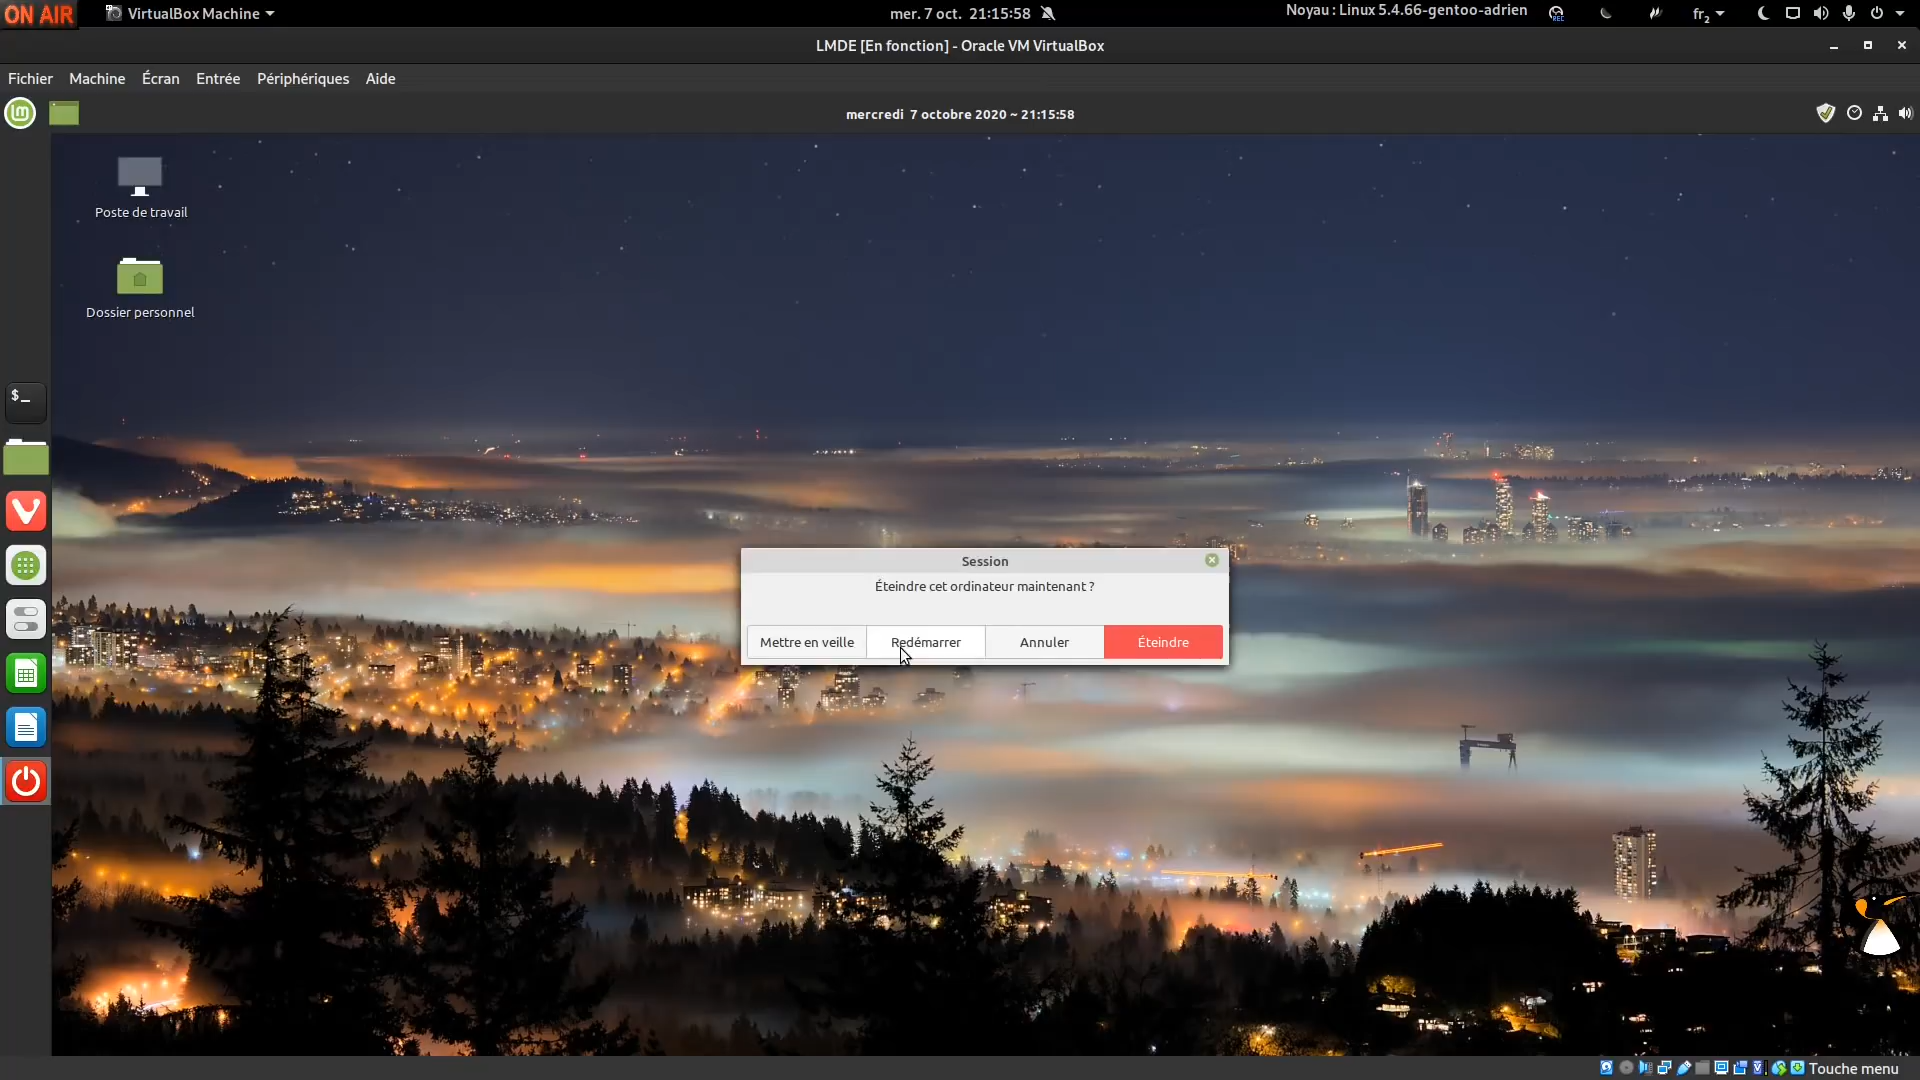 ON AIR
VirtualBox Machine
mer. 7 oct. 21:15:58
Noyau : Linux 5.4.66-gentoo-adrien
REC
fr₂
LMDE [En fonction] - Oracle VM VirtualBox
Fichier Machine Écran Entrée Périphériques Aide
mercredi 7 octobre 2020 ~ 21:15:58
Poste de travail
Dossier personnel
$_
Session
Éteindre cet ordinateur maintenant ?
Mettre en veille
Redémarrer
Annuler
Éteindre
Touche menu